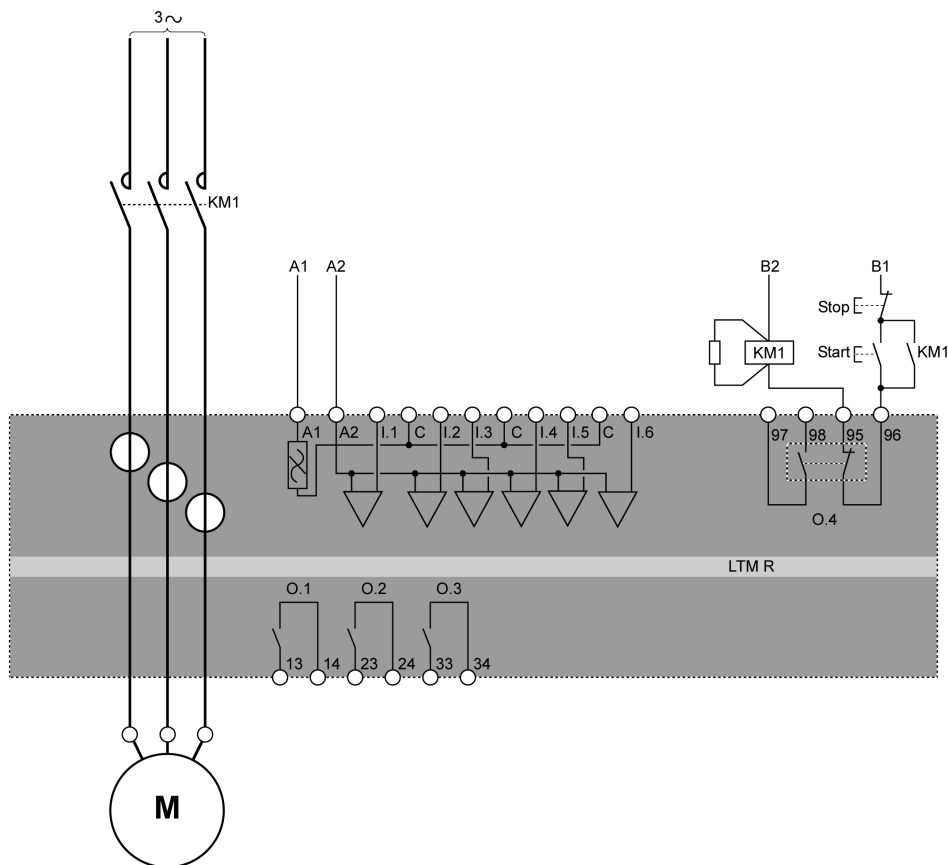 3∼
KM1
A1 A2 B2 B1
Stop
Start KM1 KM1
A1 A2 I.1 C I.2 I.3 C I.4 I.5 C I.6 97 98 95 96
O.4
LTM R
O.1 O.2 O.3
13 14 23 24 33 34
M